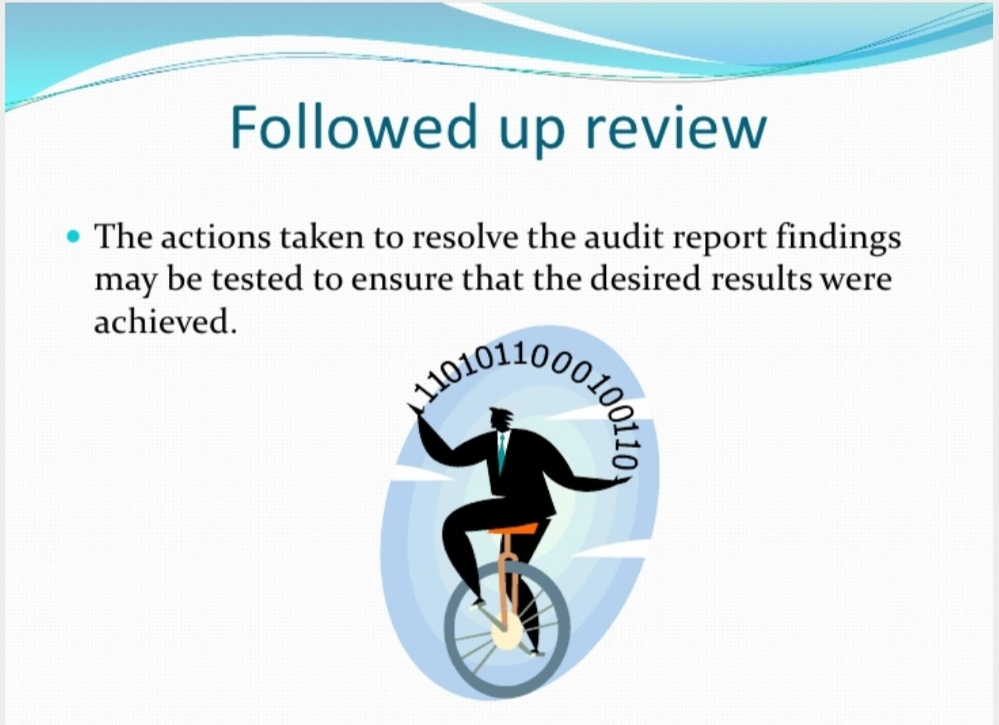 Followed up review
• The actions taken to resolve the audit report findings
may be tested to ensure that the desired results were
achieved.
1101011000100110